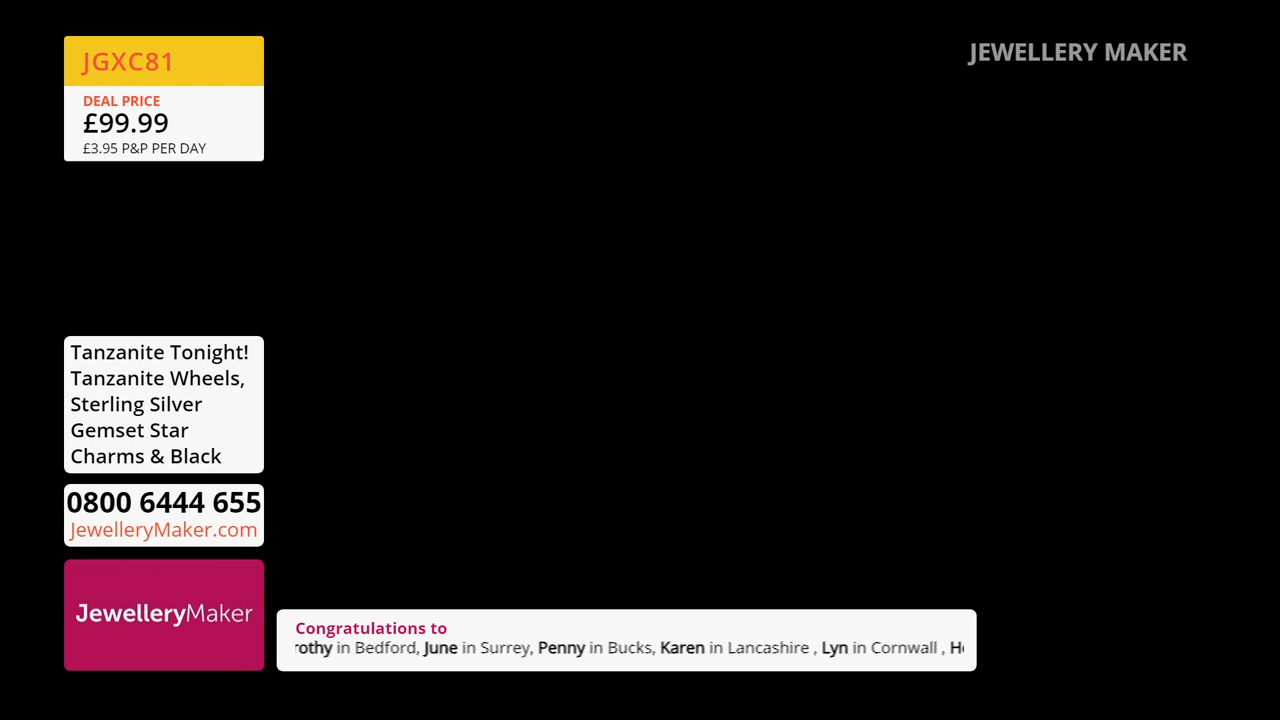 JGXC81
DEAL PRICE
£99.99
£3.95 P&P PER DAY
JEWELLERY MAKER
Tanzanite Tonight!
Tanzanite Wheels,
Sterling Silver
Gemset Star
Charms & Black
0800 6444 655
JewelleryMaker.com
JewelleryMaker
Congratulations to
rothy in Bedford, June in Surrey, Penny in Bucks, Karen in Lancashire , Lyn in Cornwall ,